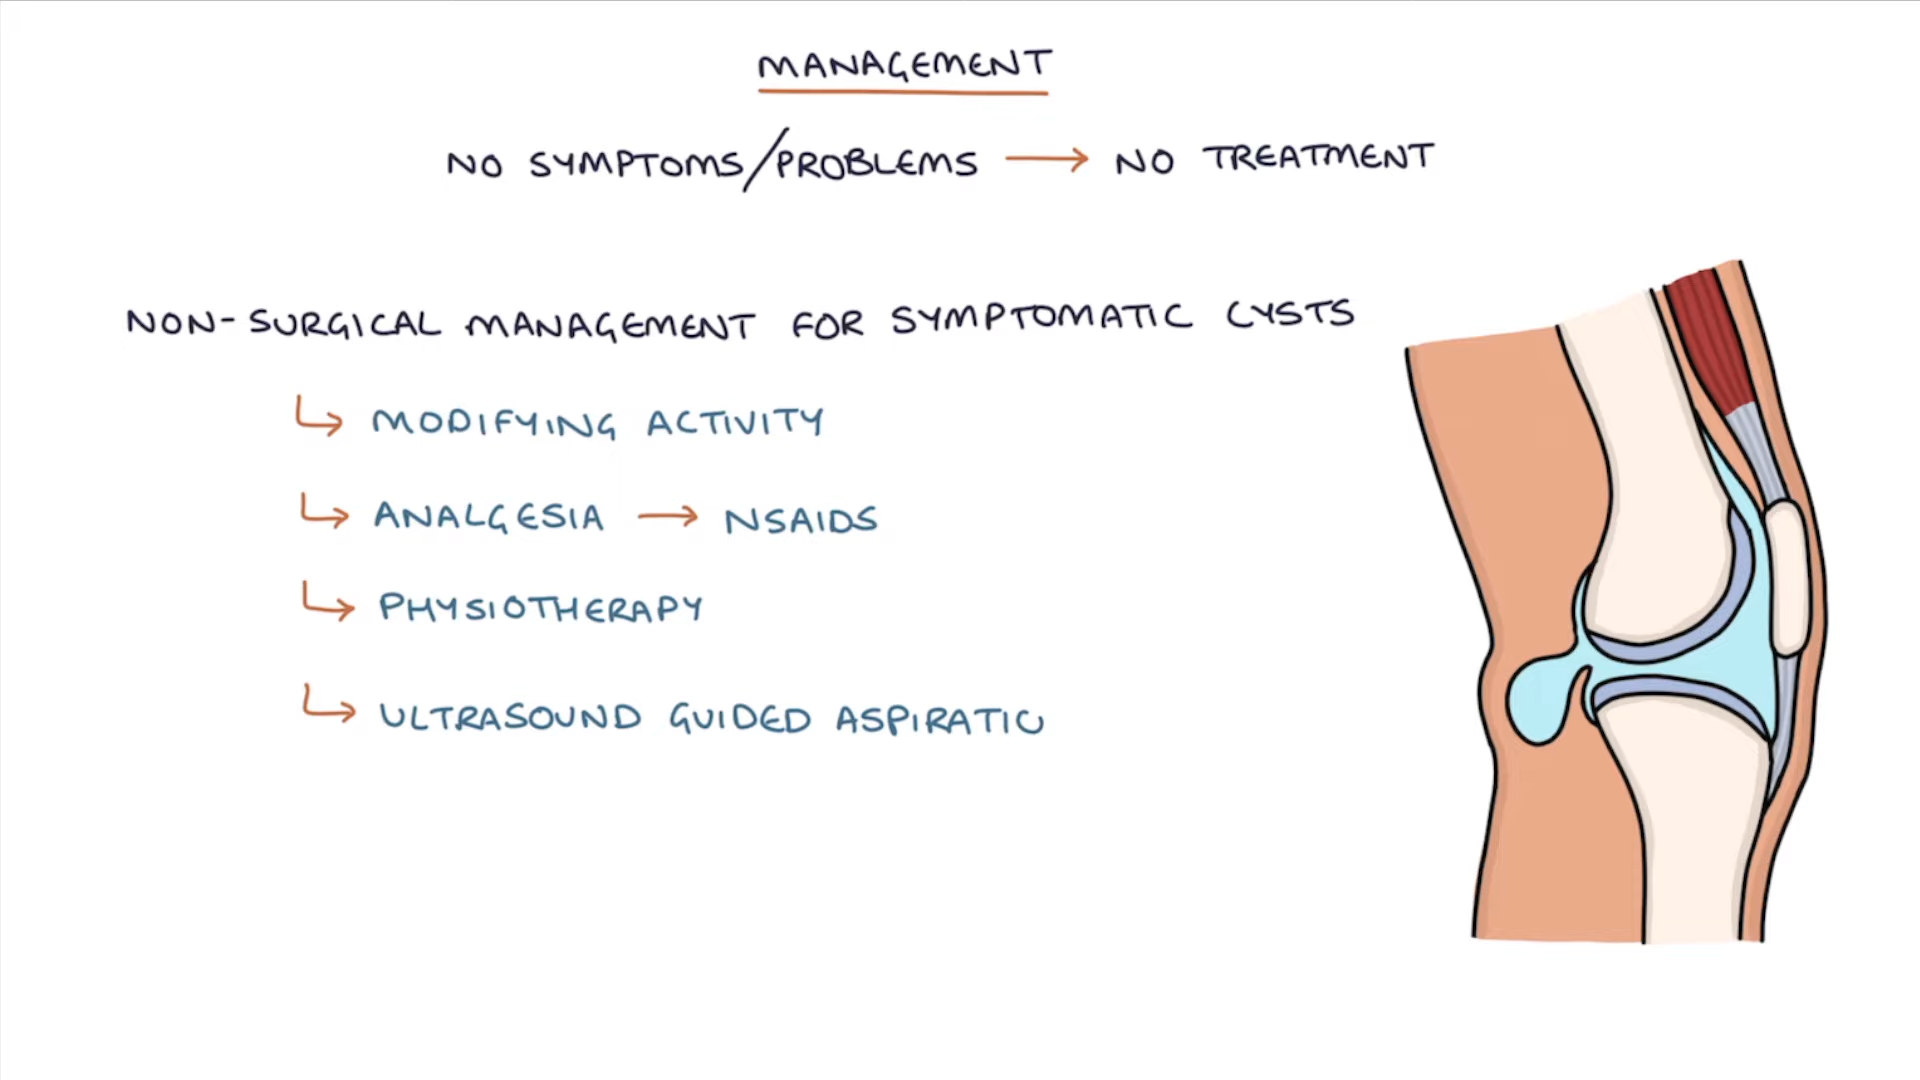 MANAGEMENT
NO SYMPTOMS/PROBLEMS → NO TREATMENT
NON-SURGICAL MANAGEMENT FOR SYMPTOMATIC CYSTS
↳ MODIFYING ACTIVITY
↳ ANALGESIA → NSAIDS
↳ PHYSIOTHERAPY
↳ ULTRASOUND GUIDED ASPIRATIO